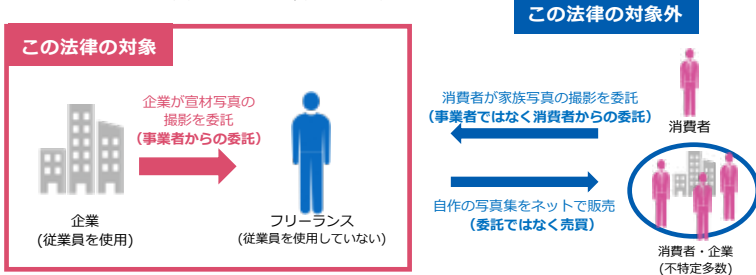 この法律の対象
企業が宣材写真の
撮影を委託
(事業者からの委託)
企業
(従業員を使用)
フリーランス
(従業員を使用していない)
この法律の対象外
消費者が家族写真の撮影を委託
(事業者ではなく消費者からの委託)
消費者
自作の写真集をネットで販売
(委託ではなく売買)
消費者・企業
(不特定多数)